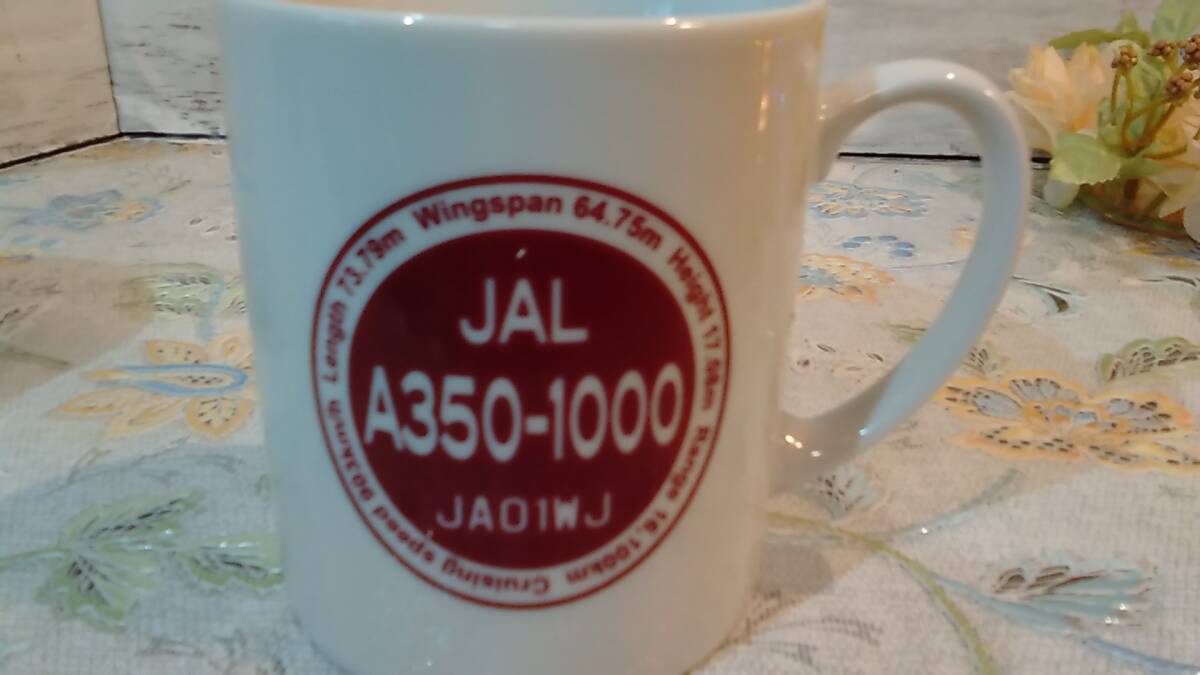 JAL
A350-1000
JA01WJ
Length 73.79m Wingspan 64.75m Height 17.08m Range 16,100km Cruising speed 903km/h